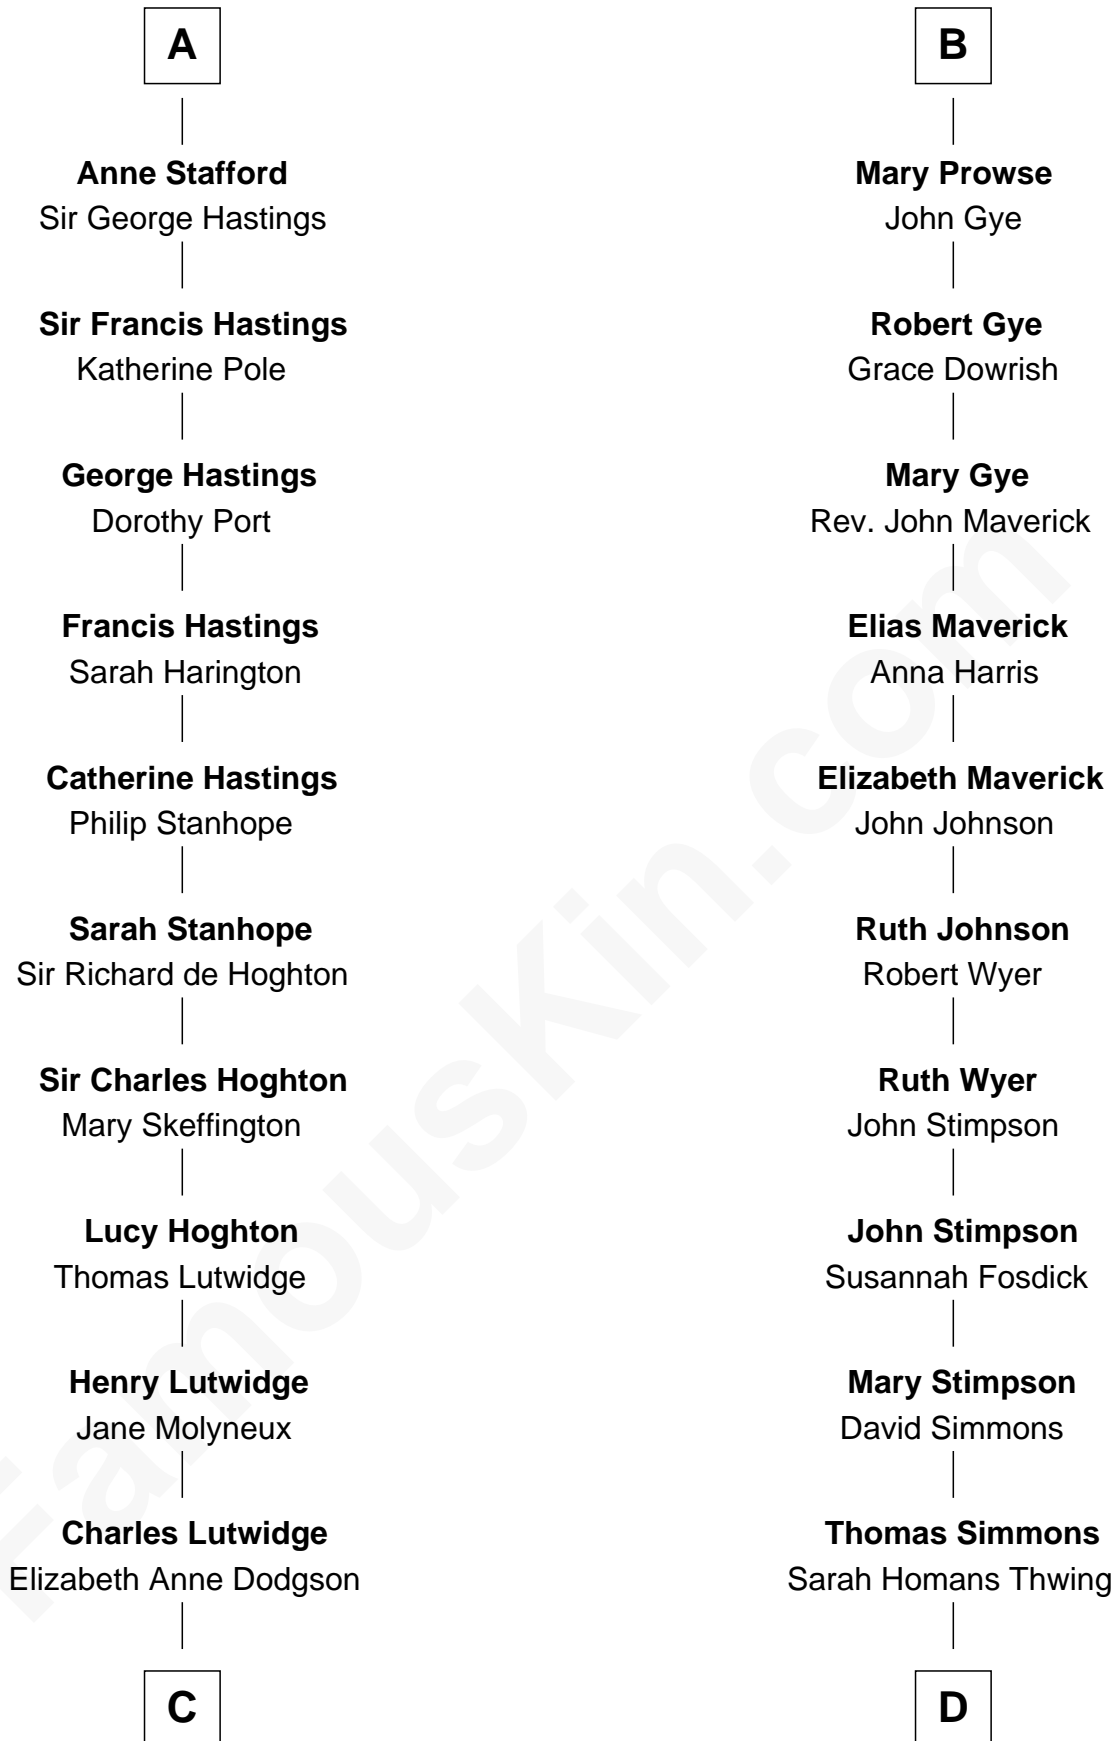 A
Anne Stafford
Sir George Hastings
Sir Francis Hastings
Katherine Pole
George Hastings
Dorothy Port
Francis Hastings
Sarah Harington
Catherine Hastings
Philip Stanhope
Sarah Stanhope
Sir Richard de Hoghton
Sir Charles Hoghton
Mary Skeffington
Lucy Hoghton
Thomas Lutwidge
Henry Lutwidge
Jane Molyneux
Charles Lutwidge
Elizabeth Anne Dodgson
C
B
Mary Prowse
John Gye
Robert Gye
Grace Dowrish
Mary Gye
Rev. John Maverick
Elias Maverick
Anna Harris
Elizabeth Maverick
John Johnson
Ruth Johnson
Robert Wyer
Ruth Wyer
John Stimpson
John Stimpson
Susannah Fosdick
Mary Stimpson
David Simmons
Thomas Simmons
Sarah Homans Thwing
D
FamousKin.com